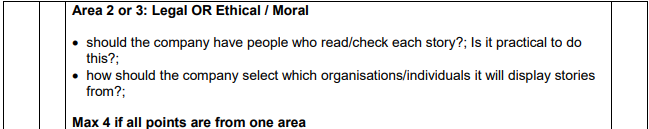 Area 2 or 3: Legal OR Ethical / Moral
• should the company have people who read/check each story?; Is it practical to do
this?;
• how should the company select which organisations/individuals it will display stories
from?;
Max 4 if all points are from one area